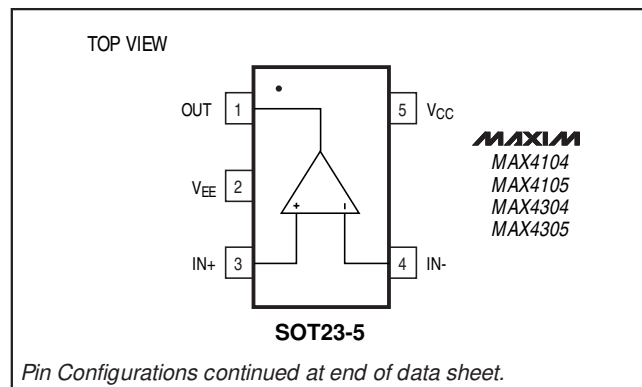 TOP VIEW
OUT 1
5 VCC
VEE 2
IN+ 3
4 IN-
+ -
MAXIM
MAX4104
MAX4105
MAX4304
MAX4305
SOT23-5
Pin Configurations continued at end of data sheet.